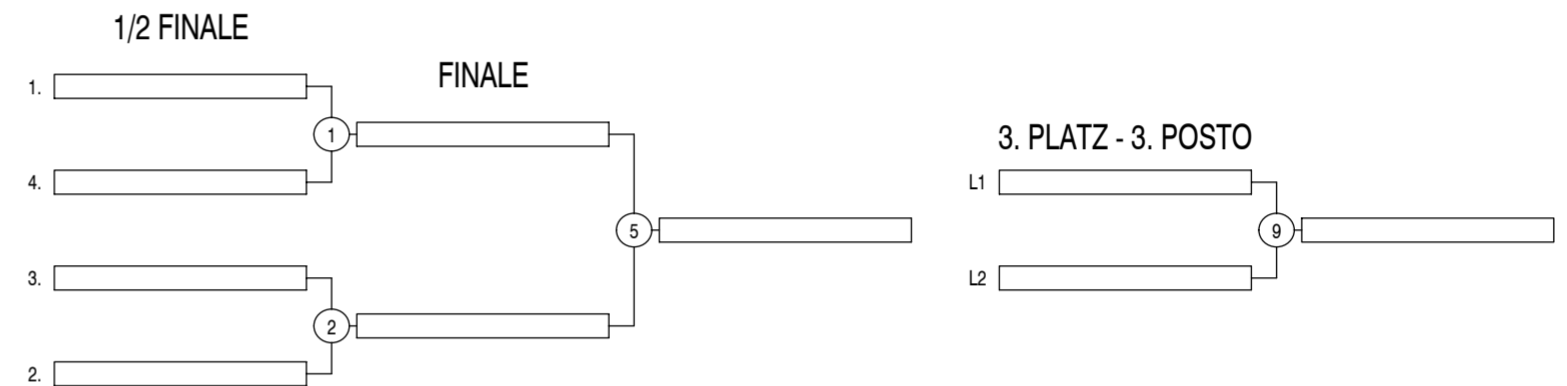 1/2 FINALE
FINALE
1.
1
4.
5
3.
2
2.
3. PLATZ - 3. POSTO
L1
9
L2